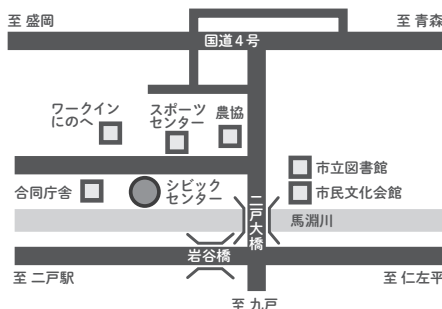 至 盛岡
至 青森
国道4号
ワークイン
にのへ
スポーツ
センター
農協
市立図書館
合同庁舎
シビック
センター
市民文化会館
二戸大橋
馬淵川
岩谷橋
至 二戸駅
至 仁左平
至 九戸